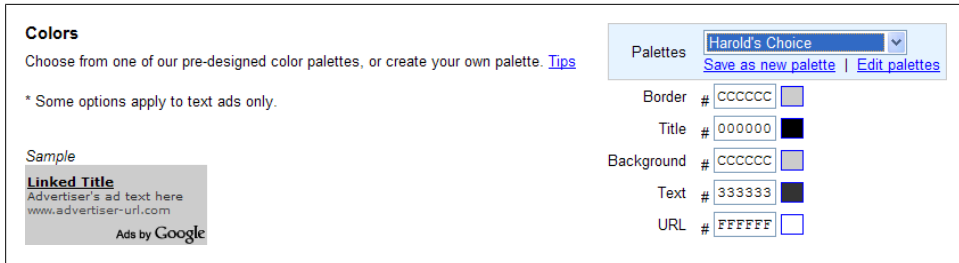 Colors
Choose from one of our pre-designed color palettes, or create your own palette. Tips
* Some options apply to text ads only.
Sample
Linked Title
Advertiser's ad text here
www.advertiser-url.com
Ads by Google
Palettes Harold's Choice
Save as new palette | Edit palettes
Border # CCCCCC
Title # 000000
Background # CCCCCC
Text # 333333
URL # FFFFFF